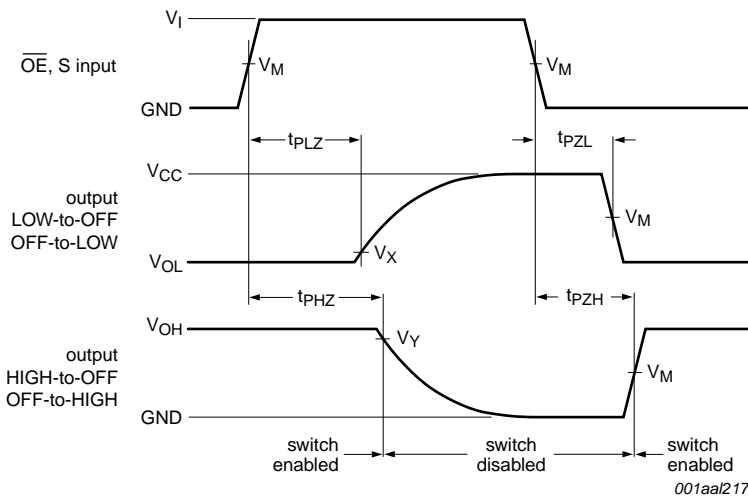 V_I
OE, S input
V_M
V_M
GND
t_PLZ
t_PZL
V_CC
output
LOW-to-OFF
OFF-to-LOW
V_M
V_X
V_OL
t_PHZ
t_PZH
V_OH
V_Y
output
HIGH-to-OFF
OFF-to-HIGH
V_M
GND
switch
enabled
switch
disabled
switch
enabled
001aal217